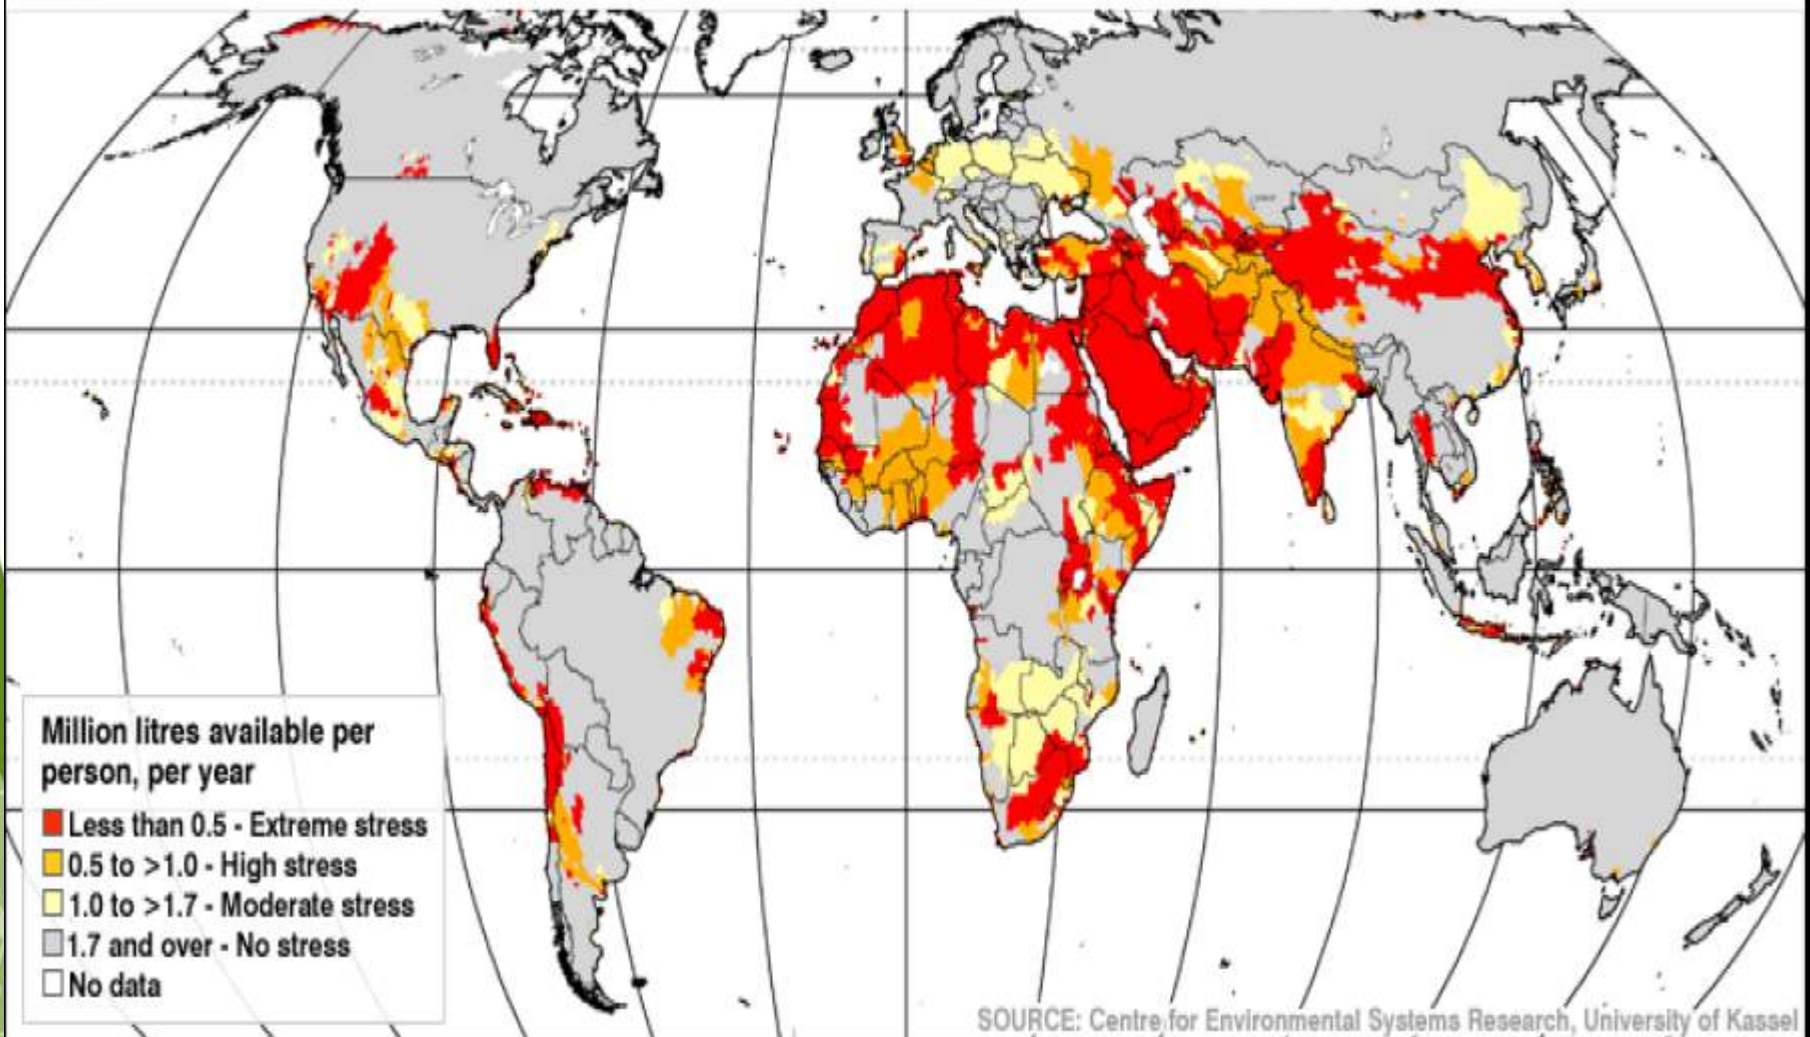 Million litres available per
person, per year
Less than 0.5 - Extreme stress
0.5 to >1.0 - High stress
1.0 to >1.7 - Moderate stress
1.7 and over - No stress
No data
SOURCE: Centre for Environmental Systems Research, University of Kassel